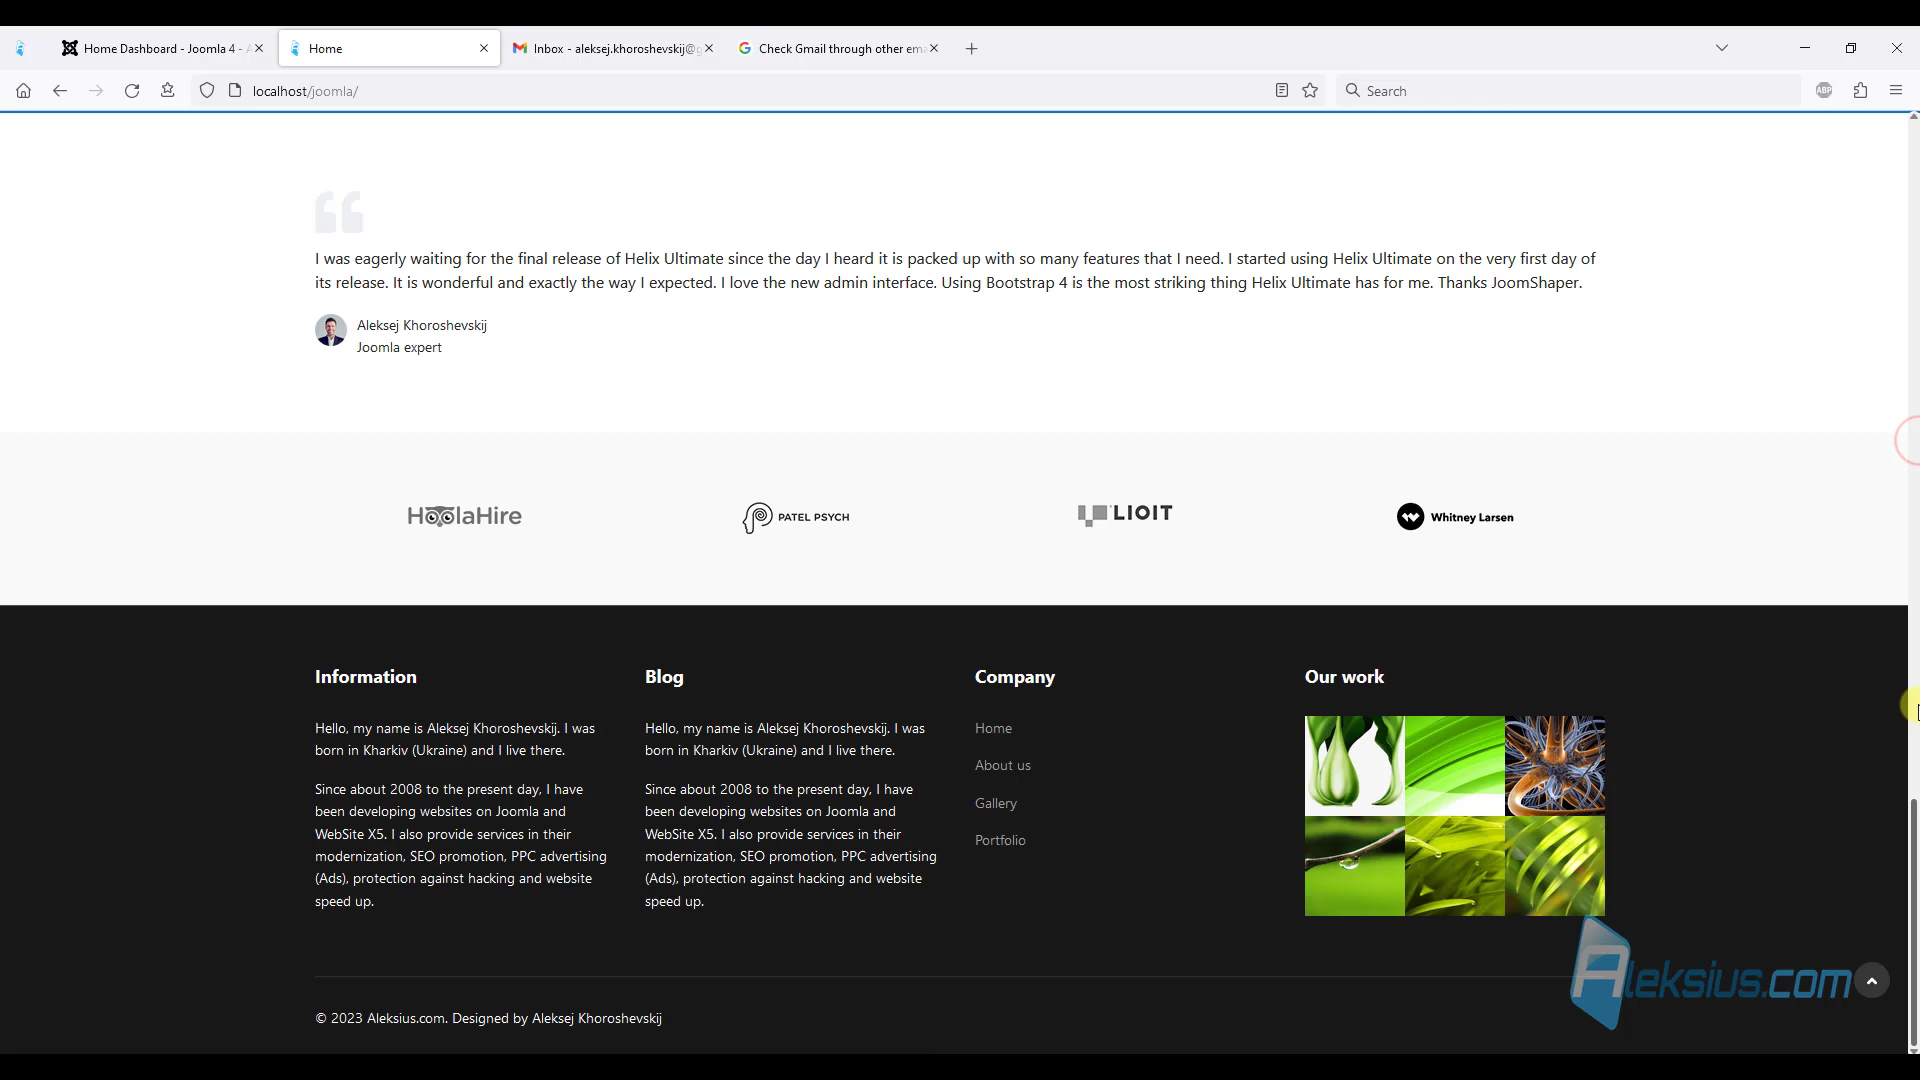 Home Dashboard - Joomla 4 -
Home
Inbox - aleksej.khoroshevskij@g
Check Gmail through other ema
localhost/joomla/
Search
ABP
I was eagerly waiting for the final release of Helix Ultimate since the day I heard it is packed up with so many features that I need. I started using Helix Ultimate on the very first day of
its release. It is wonderful and exactly the way I expected. I love the new admin interface. Using Bootstrap 4 is the most striking thing Helix Ultimate has for me. Thanks JoomShaper.
Aleksej Khoroshevskij
Joomla expert
HoolaHire
PATEL PSYCH
LIOIT
Whitney Larsen
Information
Hello, my name is Aleksej Khoroshevskij. I was
born in Kharkiv (Ukraine) and I live there.
Since about 2008 to the present day, I have
been developing websites on Joomla and
WebSite X5. I also provide services in their
modernization, SEO promotion, PPC advertising
(Ads), protection against hacking and website
speed up.
Blog
Hello, my name is Aleksej Khoroshevskij. I was
born in Kharkiv (Ukraine) and I live there.
Since about 2008 to the present day, I have
been developing websites on Joomla and
WebSite X5. I also provide services in their
modernization, SEO promotion, PPC advertising
(Ads), protection against hacking and website
speed up.
Company
Home
About us
Gallery
Portfolio
Our work
Aleksius.com
© 2023 Aleksius.com. Designed by Aleksej Khoroshevskij